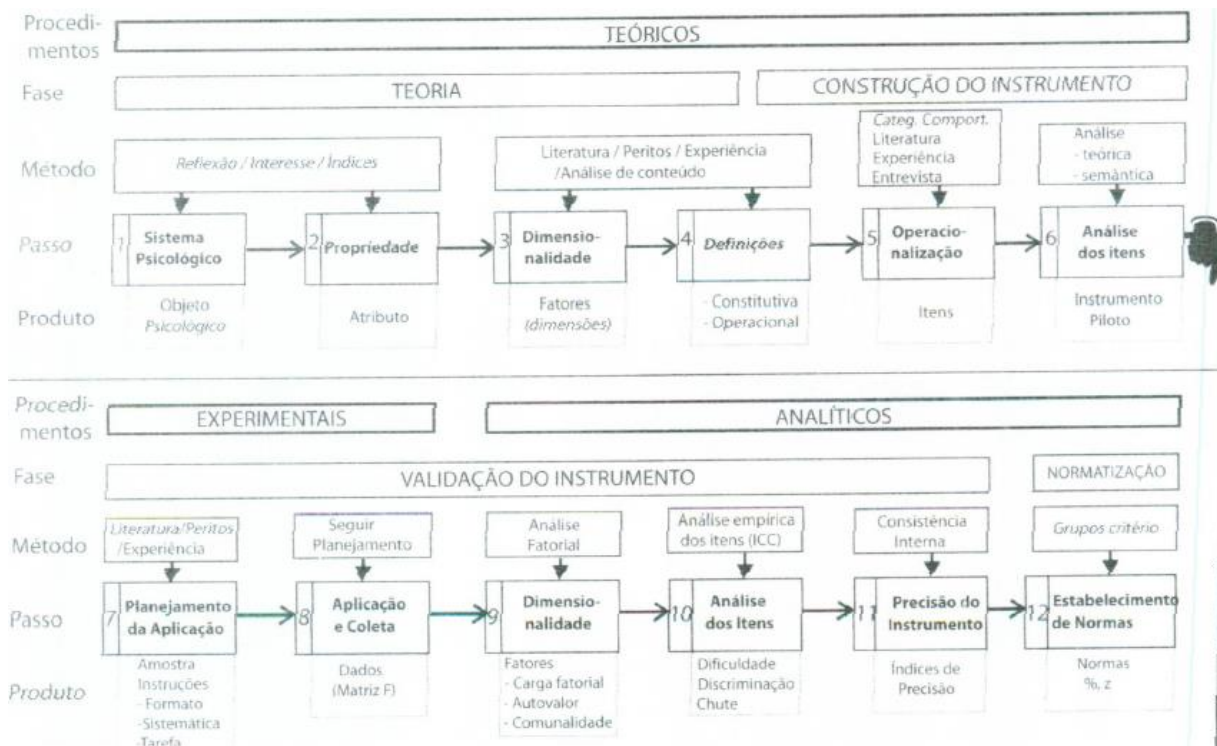 Procedi-
mentos
TEÓRICOS
Fase
TEORIA
CONSTRUÇÃO DO INSTRUMENTO
Método
Reflexão / Interesse / Índices
Literatura / Peritos / Experiência
/Análise de conteúdo
Categ. Comport.
Literatura
Experiência
Entrevista
Análise
- teórica
- semântica
Passo
1 Sistema
Psicológico
2 Propriedade
3 Dimensio-
nalidade
4 Definições
5 Operacio-
nalização
6 Análise
dos itens
Produto
Objeto
Psicológico
Atributo
Fatores
(dimensões)
- Constitutiva
- Operacional
Itens
Instrumento
Piloto
Procedi-
mentos
EXPERIMENTAIS
ANALÍTICOS
Fase
VALIDAÇÃO DO INSTRUMENTO
NORMATIZAÇÃO
Método
Literatura/Peritos
/Experiência
Seguir
Planejamento
Análise
Fatorial
Análise empírica
dos itens (ICC)
Consistência
Interna
Grupos critério
Passo
7 Planejamento
da Aplicação
8 Aplicação
e Coleta
9 Dimensio-
nalidade
10 Análise
dos Itens
11 Precisão do
Instrumento
12 Estabelecimento
de Normas
Produto
Amostra
Instruções
- Formato
-Sistemática
-Tarefa
Dados
(Matriz F)
Fatores
- Carga fatorial
- Autovalor
- Comunalidade
Dificuldade
Discriminação
Chute
Índices de
Precisão
Normas
%, z